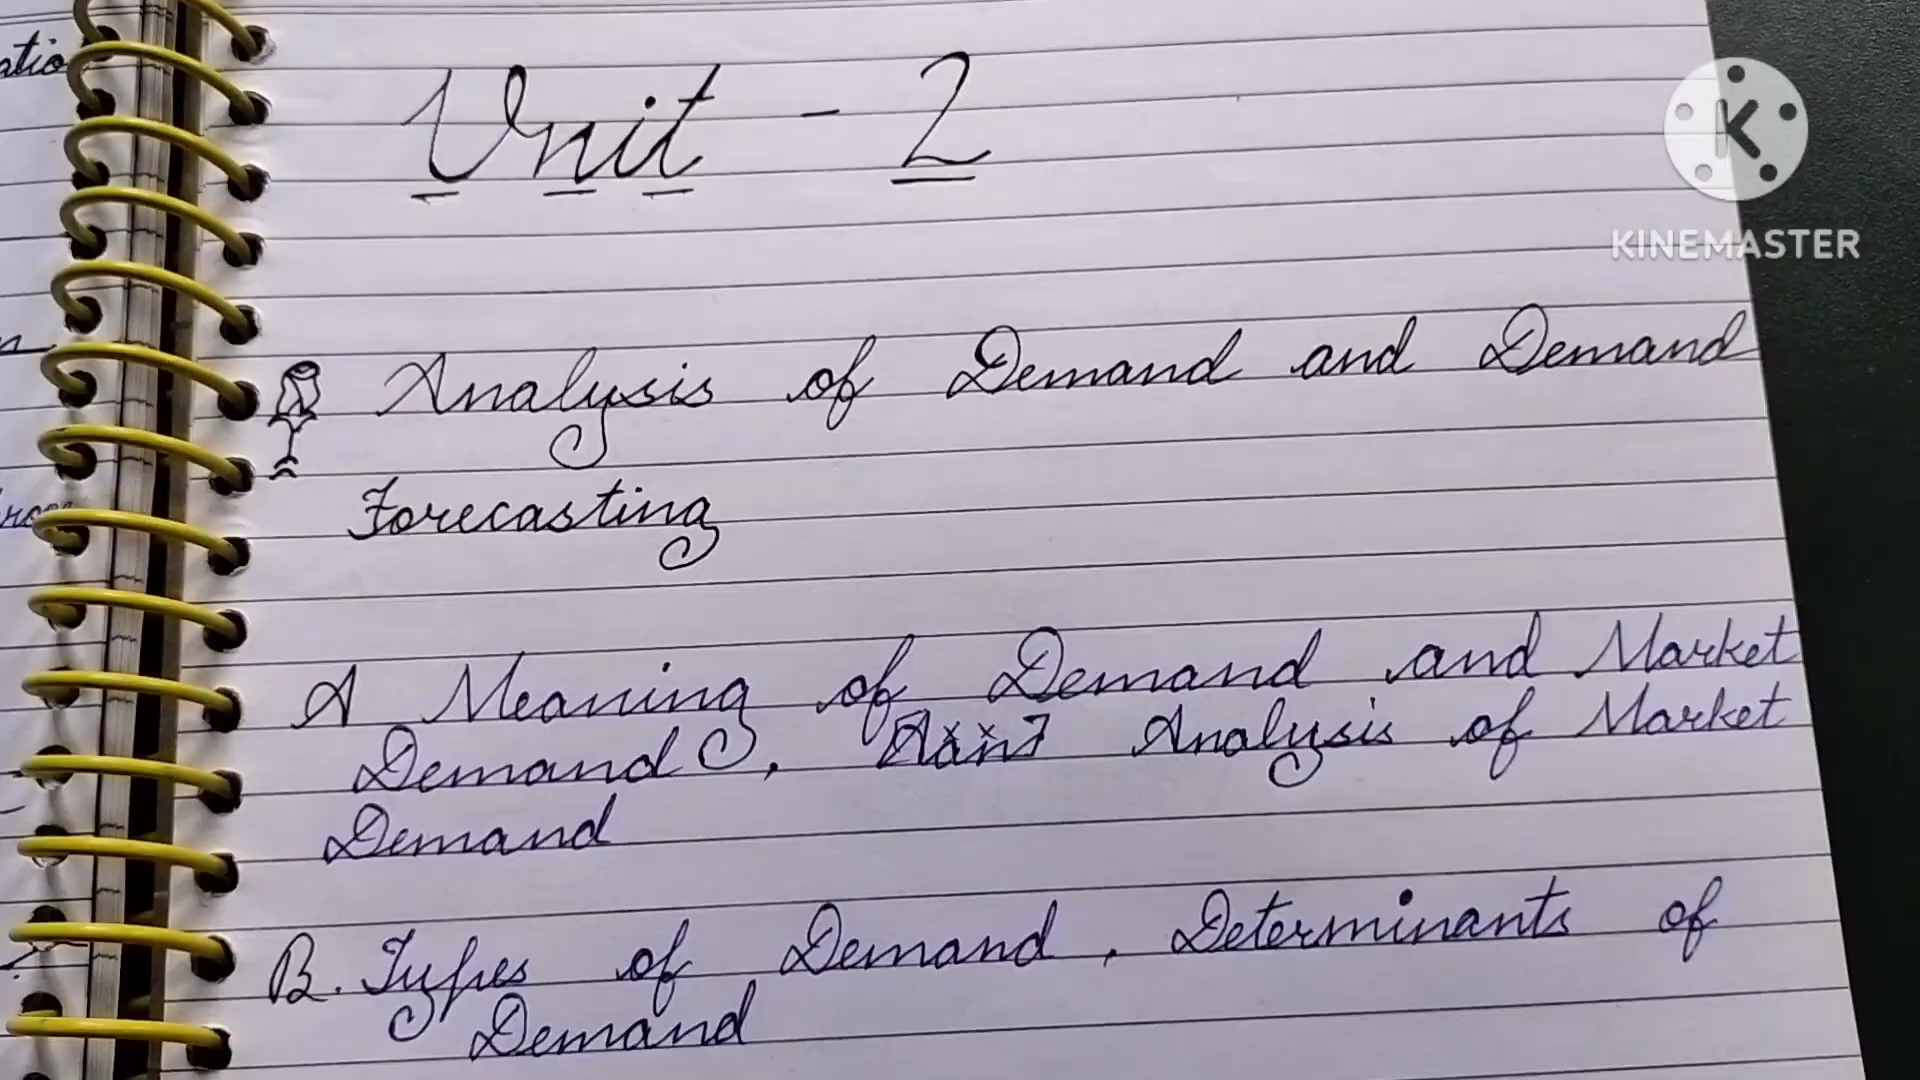 Unit - 2
Analysis of Demand and Demand
Forecasting
A Meaning of Demand and Market
Demand, Analysis of Market
Demand
B. Types of Demand, Determinants of
Demand
KINEMASTER